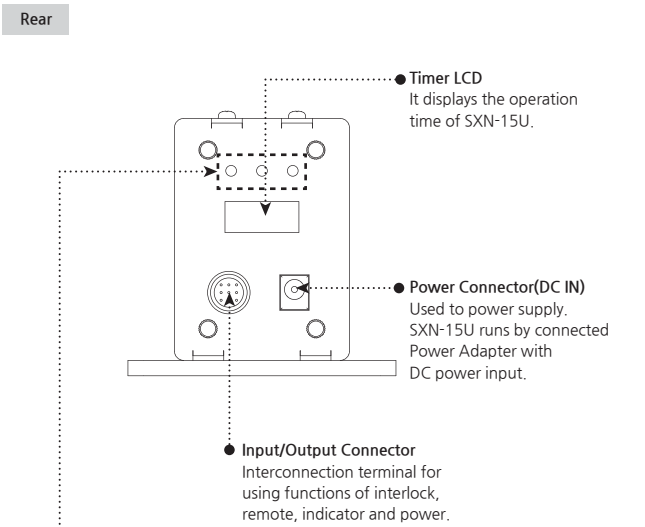 Rear
Timer LCD
It displays the operation
time of SXN-15U.
Power Connector(DC IN)
Used to power supply.
SXN-15U runs by connected
Power Adapter with
DC power input.
Input/Output Connector
Interconnection terminal for
using functions of interlock,
remote, indicator and power.